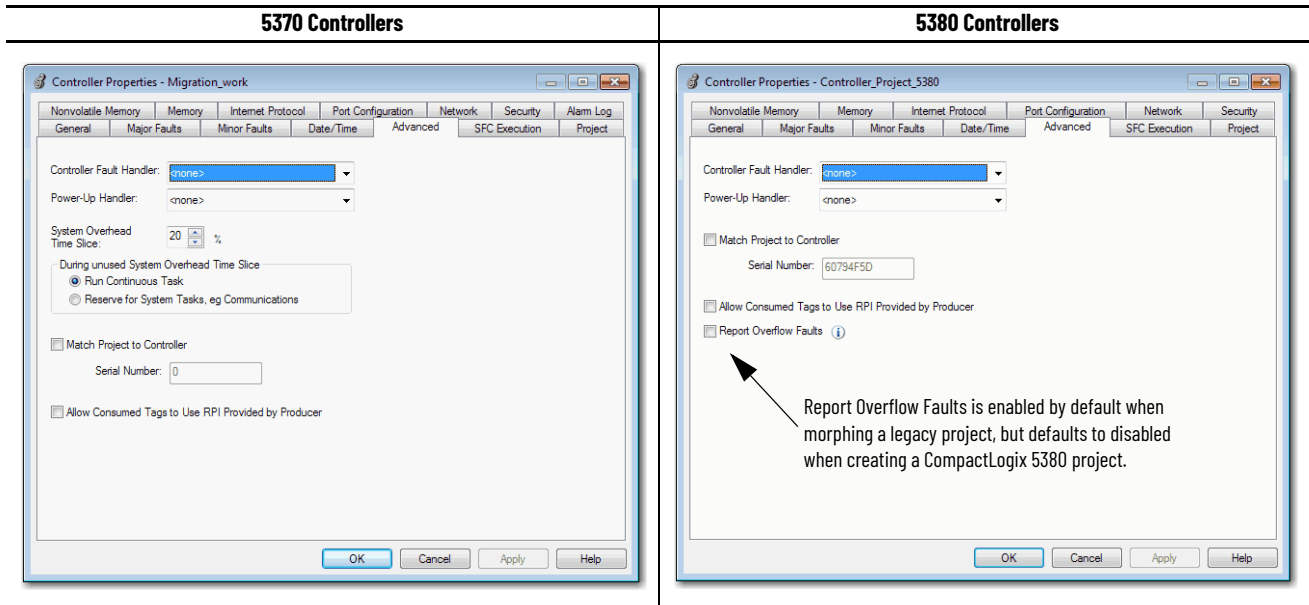 5370 Controllers
5380 Controllers
Controller Properties - Migration_work
Nonvolatile Memory Memory Internet Protocol Port Configuration Network Security Alarm Log
General Major Faults Minor Faults Date/Time Advanced SFC Execution Project
Controller Fault Handler: <none>
Power-Up Handler: <none>
System Overhead
Time Slice: 20 %
During unused System Overhead Time Slice
Run Continuous Task
Reserve for System Tasks, eg Communications
Match Project to Controller
Serial Number: 0
Allow Consumed Tags to Use RPI Provided by Producer
OK Cancel Apply Help
Controller Properties - Controller_Project_5380
Nonvolatile Memory Memory Internet Protocol Port Configuration Network Security
General Major Faults Minor Faults Date/Time Advanced SFC Execution Project
Controller Fault Handler: <none>
Power-Up Handler: <none>
Match Project to Controller
Serial Number: 60794F5D
Allow Consumed Tags to Use RPI Provided by Producer
Report Overflow Faults
Report Overflow Faults is enabled by default when
morphing a legacy project, but defaults to disabled
when creating a CompactLogix 5380 project.
OK Cancel Apply Help